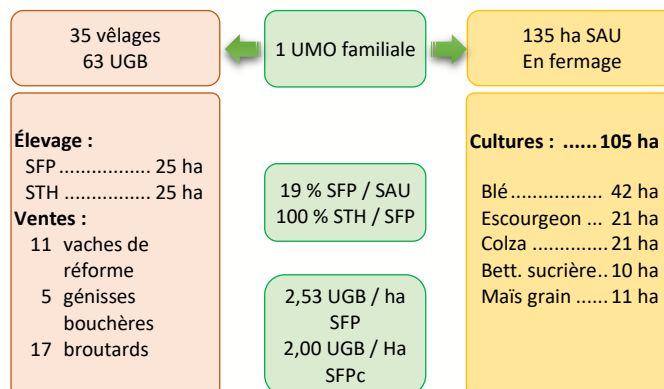 35 vêlages
63 UGB
1 UMO familiale
135 ha SAU
En fermage
Élevage :
SFP ................. 25 ha
STH ................. 25 ha
Ventes :
11 vaches de
réforme
5 génisses
bouchères
17 broutards
19 % SFP / SAU
100 % STH / SFP
2,53 UGB / ha
SFP
2,00 UGB / Ha
SFPc
Cultures : ...... 105 ha
Blé ................. 42 ha
Escourgeon ... 21 ha
Colza ............. 21 ha
Bett. sucrière.. 10 ha
Maïs grain ...... 11 ha